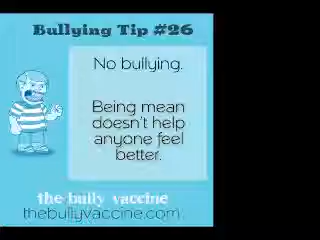 Bullying Tip #26
No bullying.
Being mean
doesn't help
anyone feel
better.
the bully vaccine
thebullyvaccine.com